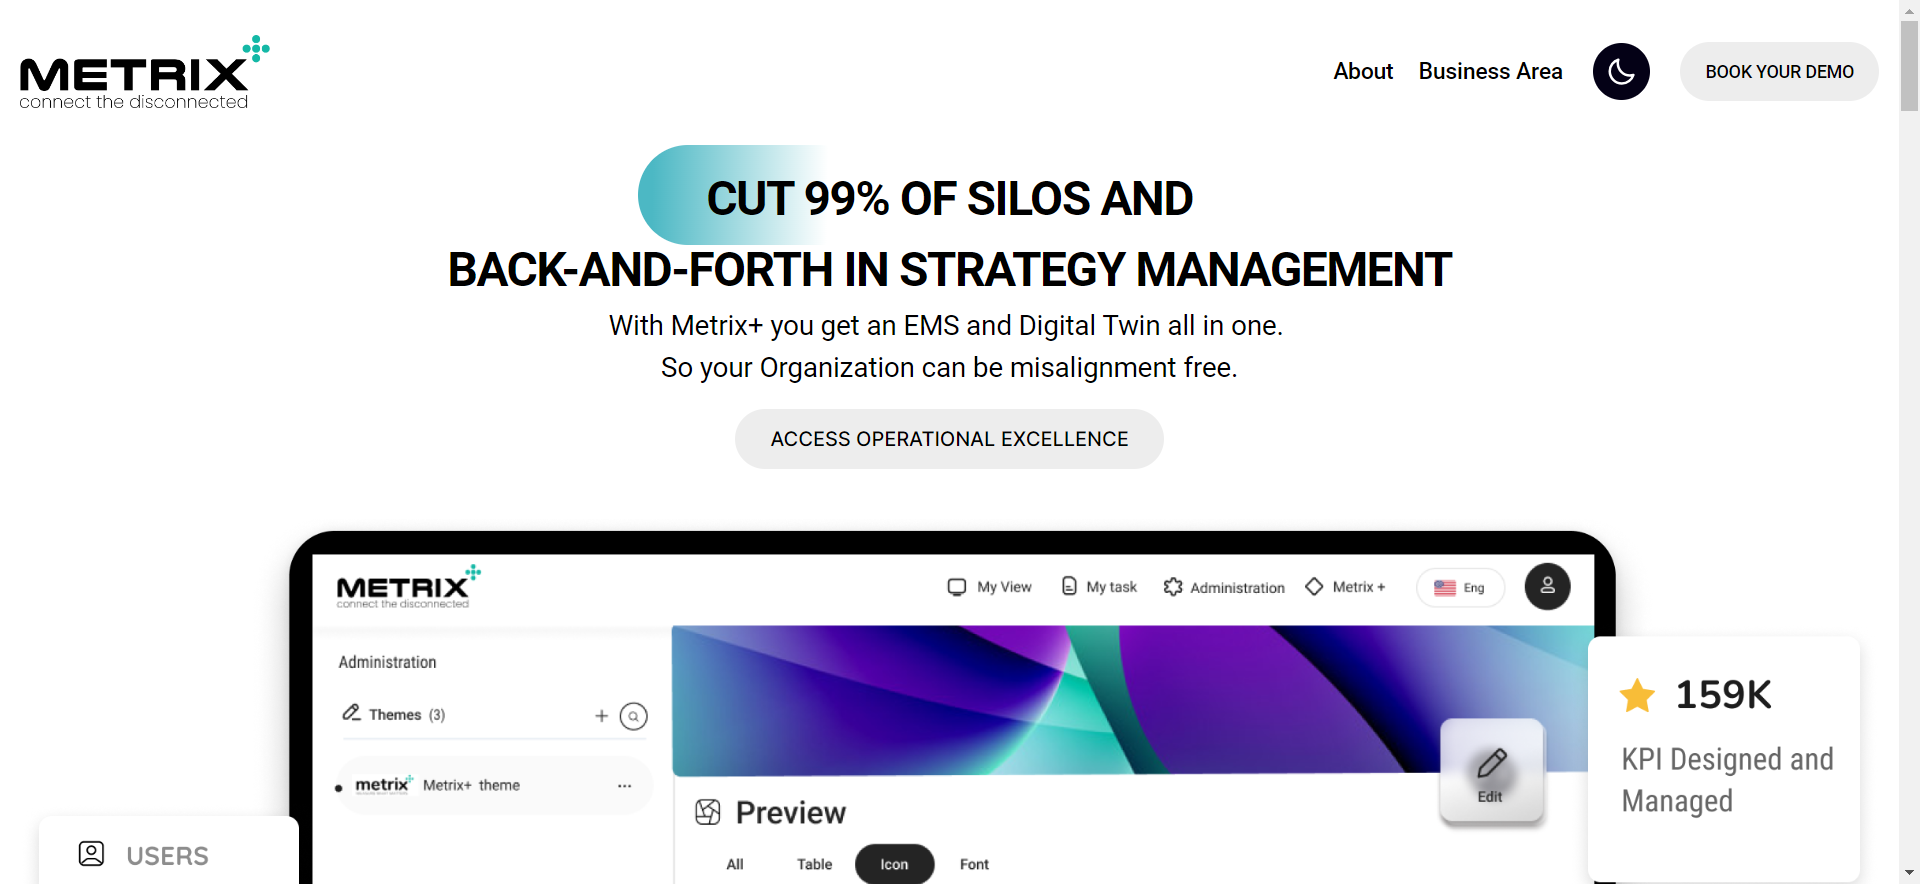 METRIX
connect the disconnected
About
Business Area
BOOK YOUR DEMO
CUT 99% OF SILOS AND
BACK-AND-FORTH IN STRATEGY MANAGEMENT
With Metrix+ you get an EMS and Digital Twin all in one.
So your Organization can be misalignment free.
ACCESS OPERATIONAL EXCELLENCE
METRIX
connect the disconnected
My View
My task
Administration
Metrix +
Eng
Administration
Themes (3)
metrix
Metrix+ theme
Edit
Preview
All
Table
Icon
Font
159K
KPI Designed and
Managed
USERS